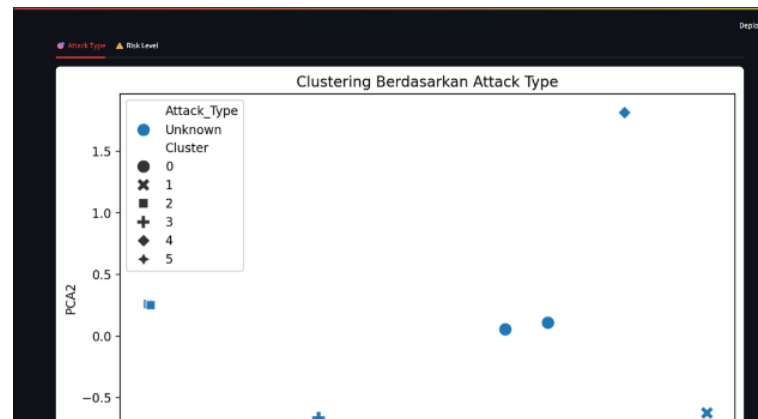 Deplo
Attack Type
Risk Level
Clustering Berdasarkan Attack Type
Attack_Type
Unknown
Cluster
0
1
2
3
4
5
1.5
1.0
0.5
0.0
−0.5
PCA2